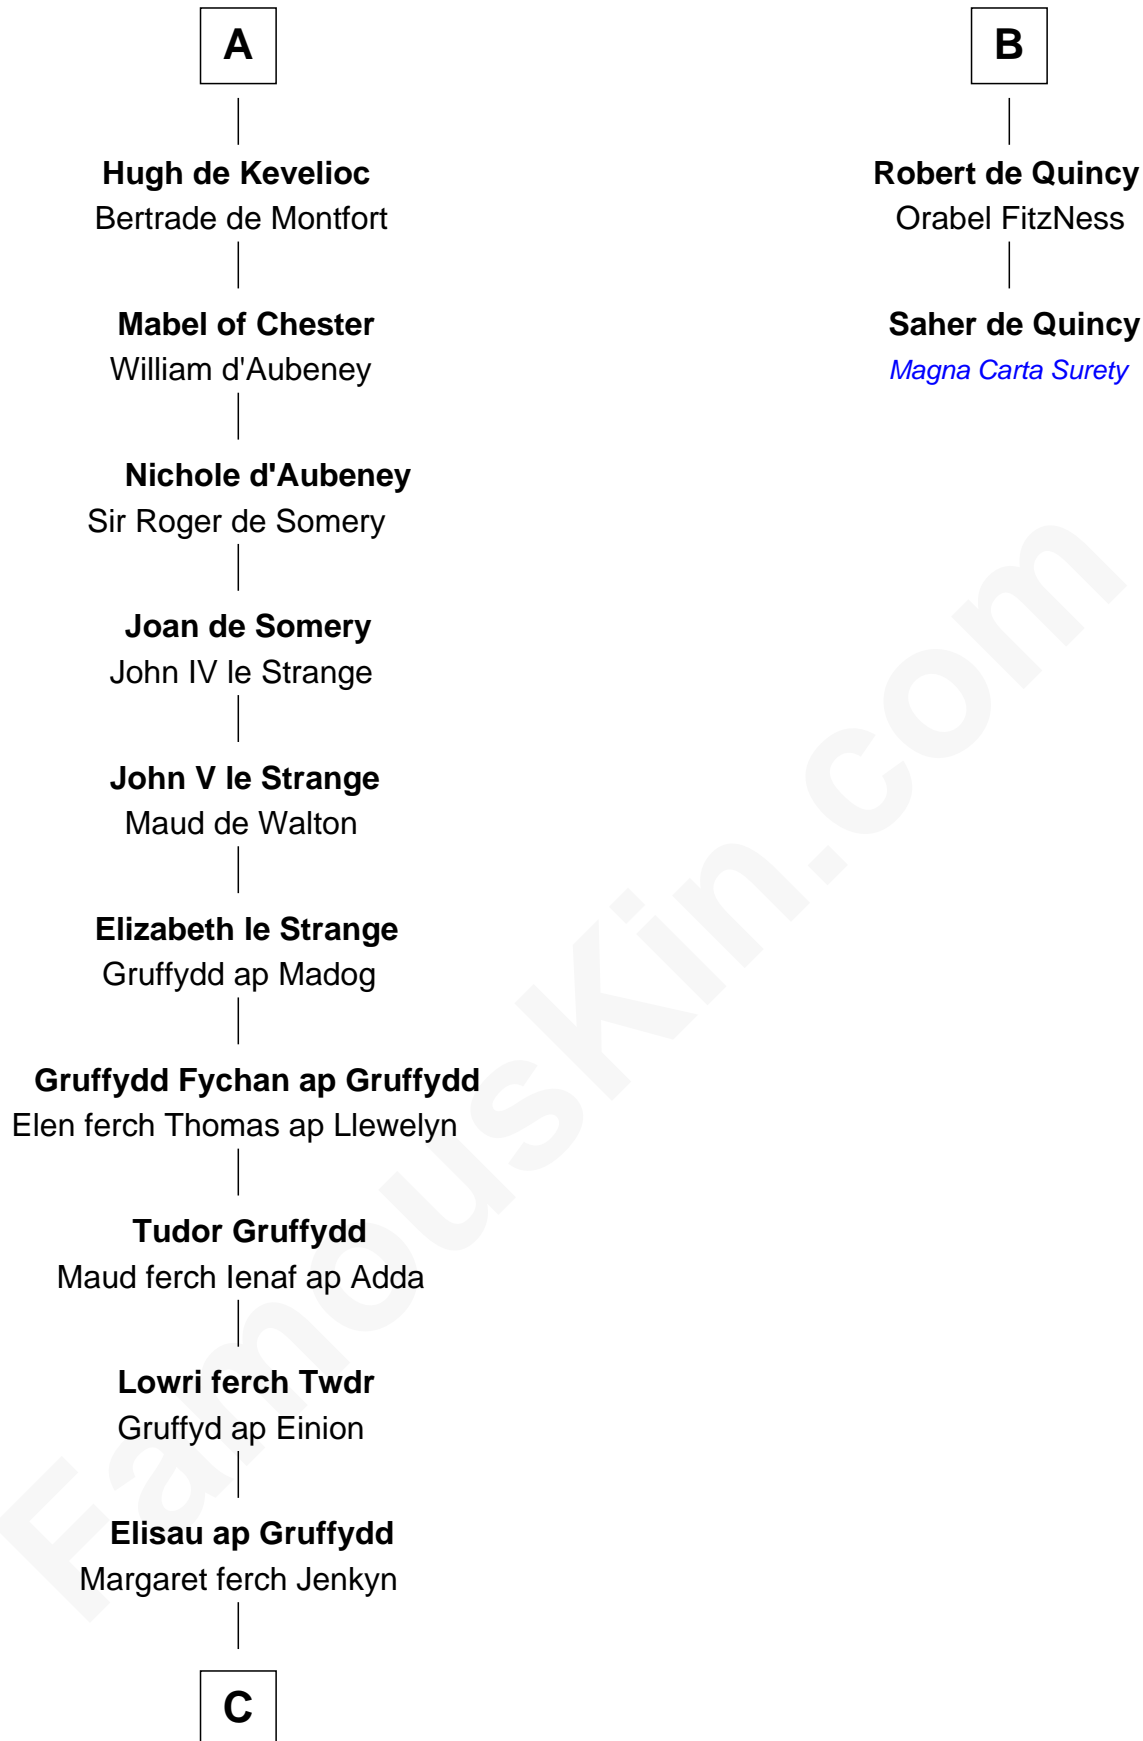 A
Hugh de Kevelioc
Bertrade de Montfort
Mabel of Chester
William d'Aubeney
Nichole d'Aubeney
Sir Roger de Somery
Joan de Somery
John IV le Strange
John V le Strange
Maud de Walton
Elizabeth le Strange
Gruffydd ap Madog
Gruffydd Fychan ap Gruffydd
Elen ferch Thomas ap Llewelyn
Tudor Gruffydd
Maud ferch Ienaf ap Adda
Lowri ferch Twdr
Gruffyd ap Einion
Elisau ap Gruffydd
Margaret ferch Jenkyn
C
B
Robert de Quincy
Orabel FitzNess
Saher de Quincy
Magna Carta Surety
FamousKin.com